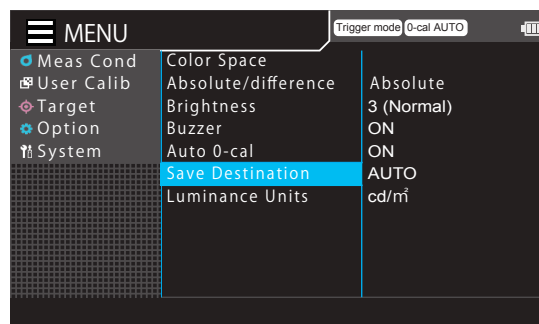 MENU
Trigger mode 0-cal AUTO
Meas Cond
User Calib
Target
Option
System
Color Space
Absolute/difference Absolute
Brightness 3 (Normal)
Buzzer ON
Auto 0-cal ON
Save Destination AUTO
Luminance Units cd/㎡